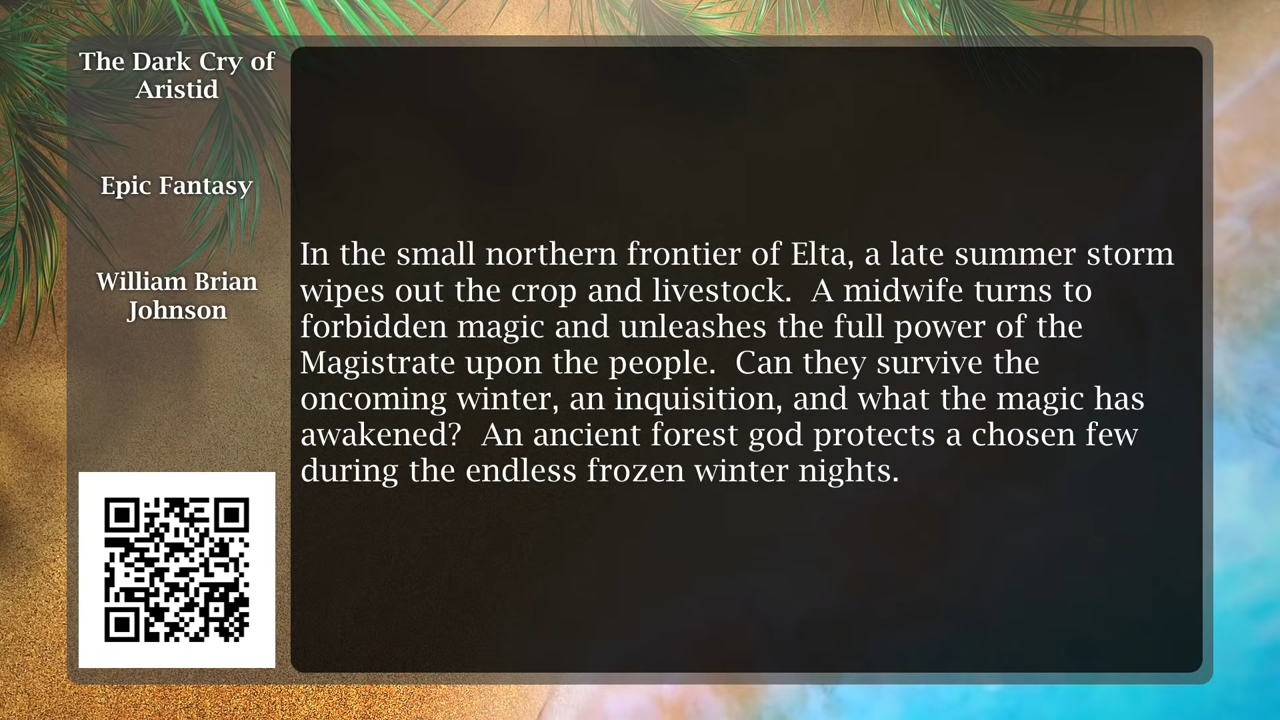 The Dark Cry of
Aristid
Epic Fantasy
William Brian
Johnson
In the small northern frontier of Elta, a late summer storm
wipes out the crop and livestock.  A midwife turns to
forbidden magic and unleashes the full power of the
Magistrate upon the people.  Can they survive the
oncoming winter, an inquisition, and what the magic has
awakened?  An ancient forest god protects a chosen few
during the endless frozen winter nights.